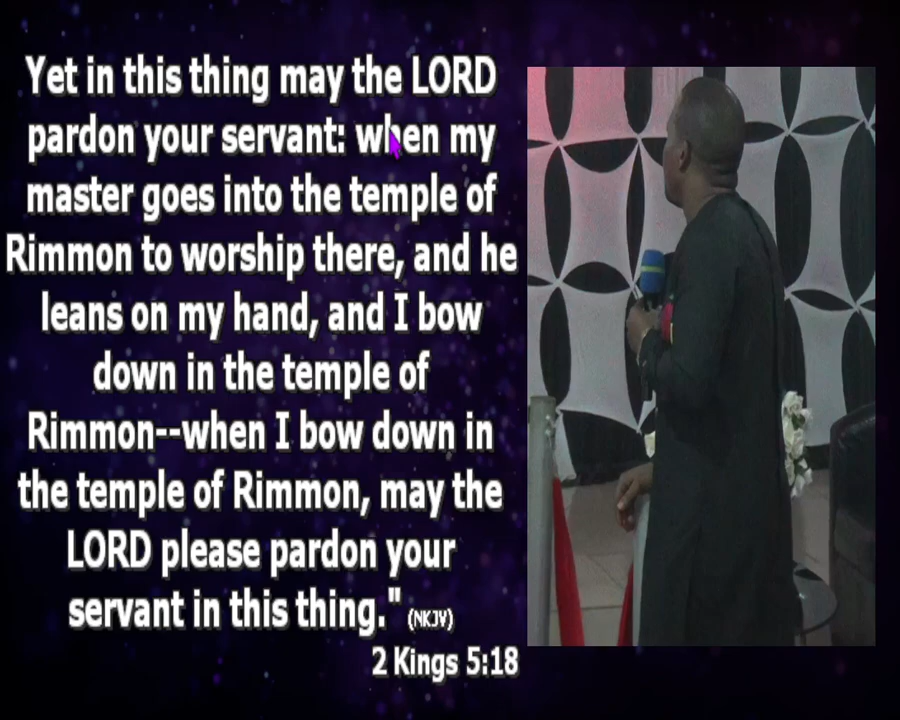 Yet in this thing may the LORD
pardon your servant: when my
master goes into the temple of
Rimmon to worship there, and he
leans on my hand, and I bow
down in the temple of
Rimmon--when I bow down in
the temple of Rimmon, may the
LORD please pardon your
servant in this thing." (NKJV)
2 Kings 5:18